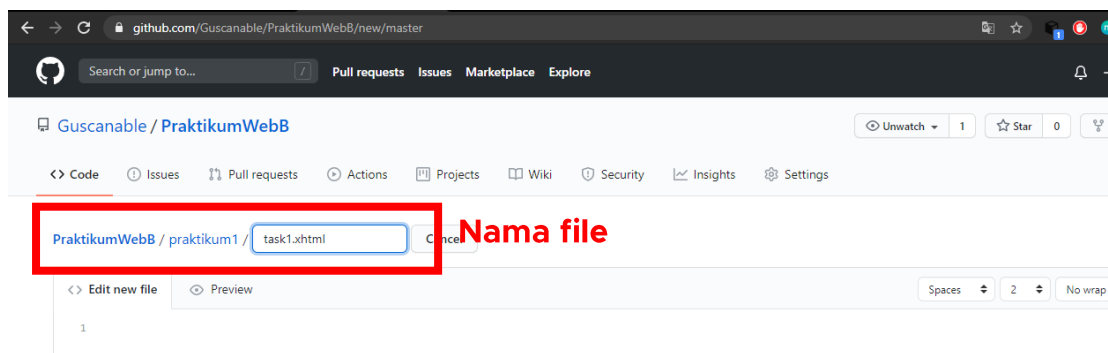 github.com/Guscanable/PraktikumWebB/new/master
1
Search or jump to... / Pull requests Issues Marketplace Explore
Guscanable / PraktikumWebB Unwatch 1 Star 0
Code Issues Pull requests Actions Projects Wiki Security Insights Settings
PraktikumWebB / praktikum1 / task1.xhtml Nama file
Edit new file Preview Spaces 2 No wrap
1